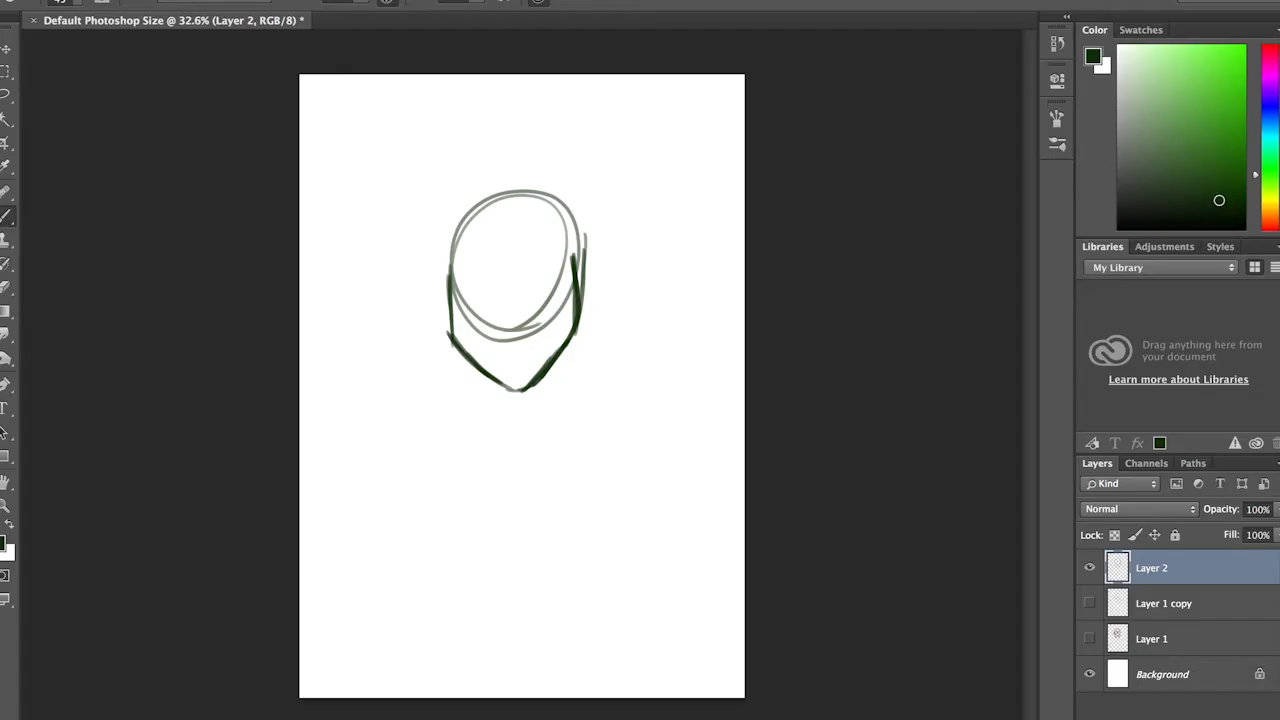 Default Photoshop Size @ 32.6% (Layer 2, RGB/8) *
Color Swatches
Libraries Adjustments Styles
My Library
Drag anything here from
your document
Learn more about Libraries
Layers Channels Paths
Kind
Normal Opacity: 100%
Lock: Fill: 100%
Layer 2
Layer 1 copy
Layer 1
Background